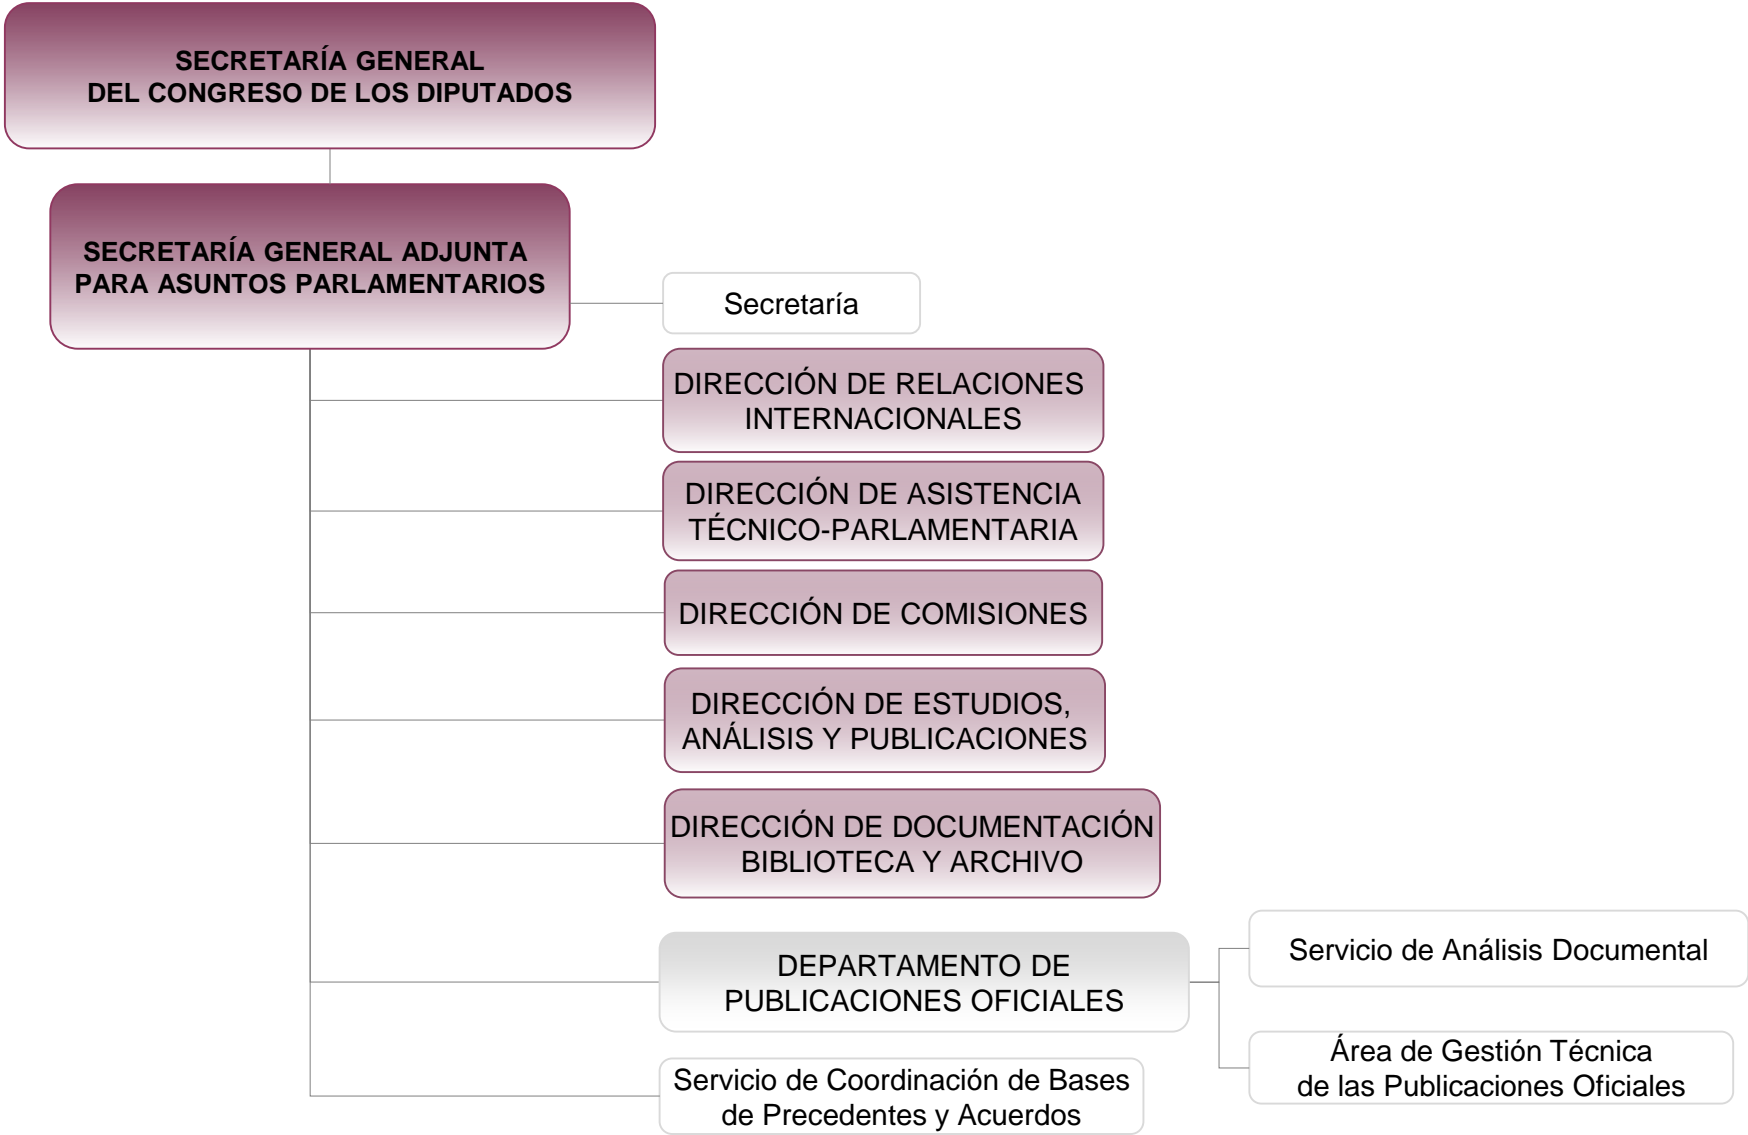 SECRETARÍA GENERAL
DEL CONGRESO DE LOS DIPUTADOS
SECRETARÍA GENERAL ADJUNTA
PARA ASUNTOS PARLAMENTARIOS
Secretaría
DIRECCIÓN DE RELACIONES
INTERNACIONALES
DIRECCIÓN DE ASISTENCIA
TÉCNICO-PARLAMENTARIA
DIRECCIÓN DE COMISIONES
DIRECCIÓN DE ESTUDIOS,
ANÁLISIS Y PUBLICACIONES
DIRECCIÓN DE DOCUMENTACIÓN
BIBLIOTECA Y ARCHIVO
DEPARTAMENTO DE
PUBLICACIONES OFICIALES
Servicio de Análisis Documental
Área de Gestión Técnica
de las Publicaciones Oficiales
Servicio de Coordinación de Bases
de Precedentes y Acuerdos